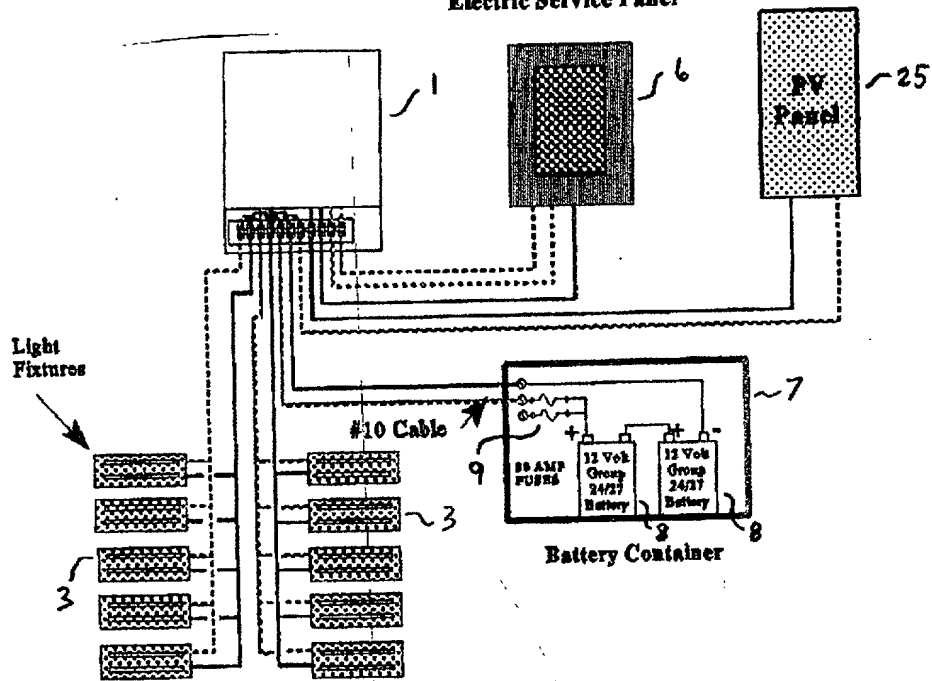 Electric Service Panel
1
6
PV
Panel
25
Light
Fixtures
#10 Cable
9
+
+ -
12 Volt
Group
24/27
Battery
12 Volt
Group
24/27
Battery
AMP
FUSES
7
8
8
Battery Container
3
3